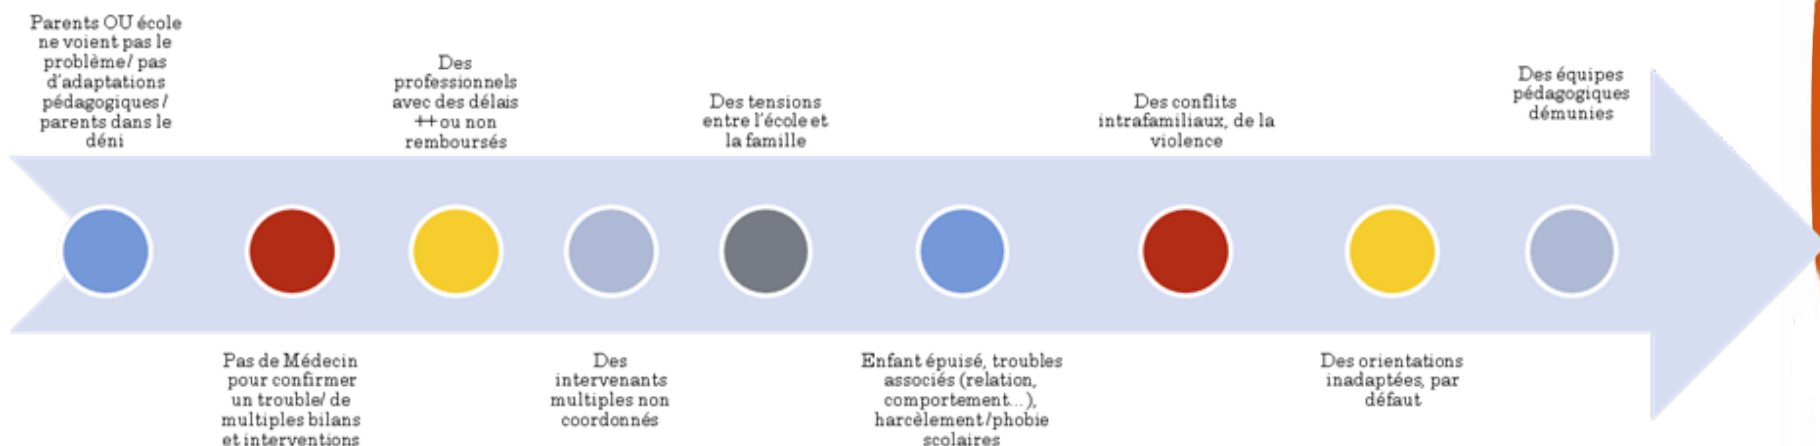 Parents OU école
ne voient pas le
problème/ pas
d'adaptations
pédagogiques /
parents dans le
déni
Pas de Médecin
pour confirmer
un trouble/ de
multiples bilans
et interventions
Des
professionnels
avec des délais
++ ou non
remboursés
Des
intervenants
multiples non
coordonnés
Des tensions
entre l'école et
la famille
Enfant épuisé, troubles
associés (relation,
comportement...),
harcèlement /phobie
scolaires
Des conflits
intrafamiliaux, de la
violence
Des orientations
inadaptées, par
défaut
Des équipes
pédagogiques
démunies